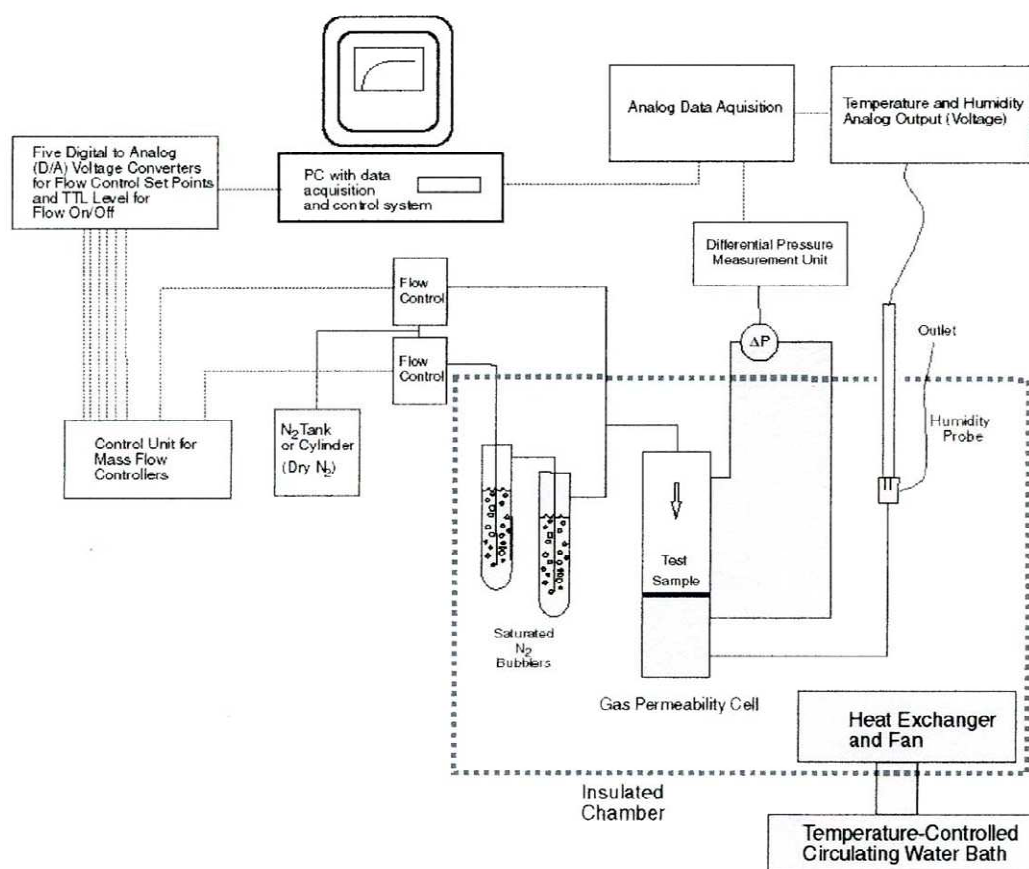 Analog Data Aquisition
Temperature and Humidity
Analog Output (Voltage)
Five Digital to Analog
(D/A) Voltage Converters
for Flow Control Set Points
and TTL Level for
Flow On/Off
PC with data
acquisition
and control system
Differential Pressure
Measurement Unit
Flow
Control
ΔP
Outlet
Flow
Control
N2 Tank
or Cylinder
(Dry N2)
Control Unit for
Mass Flow
Controllers
Humidity
Probe
Test
Sample
Saturated
N2
Bubblers
Gas Permeability Cell
Heat Exchanger
and Fan
Insulated
Chamber
Temperature-Controlled
Circulating Water Bath